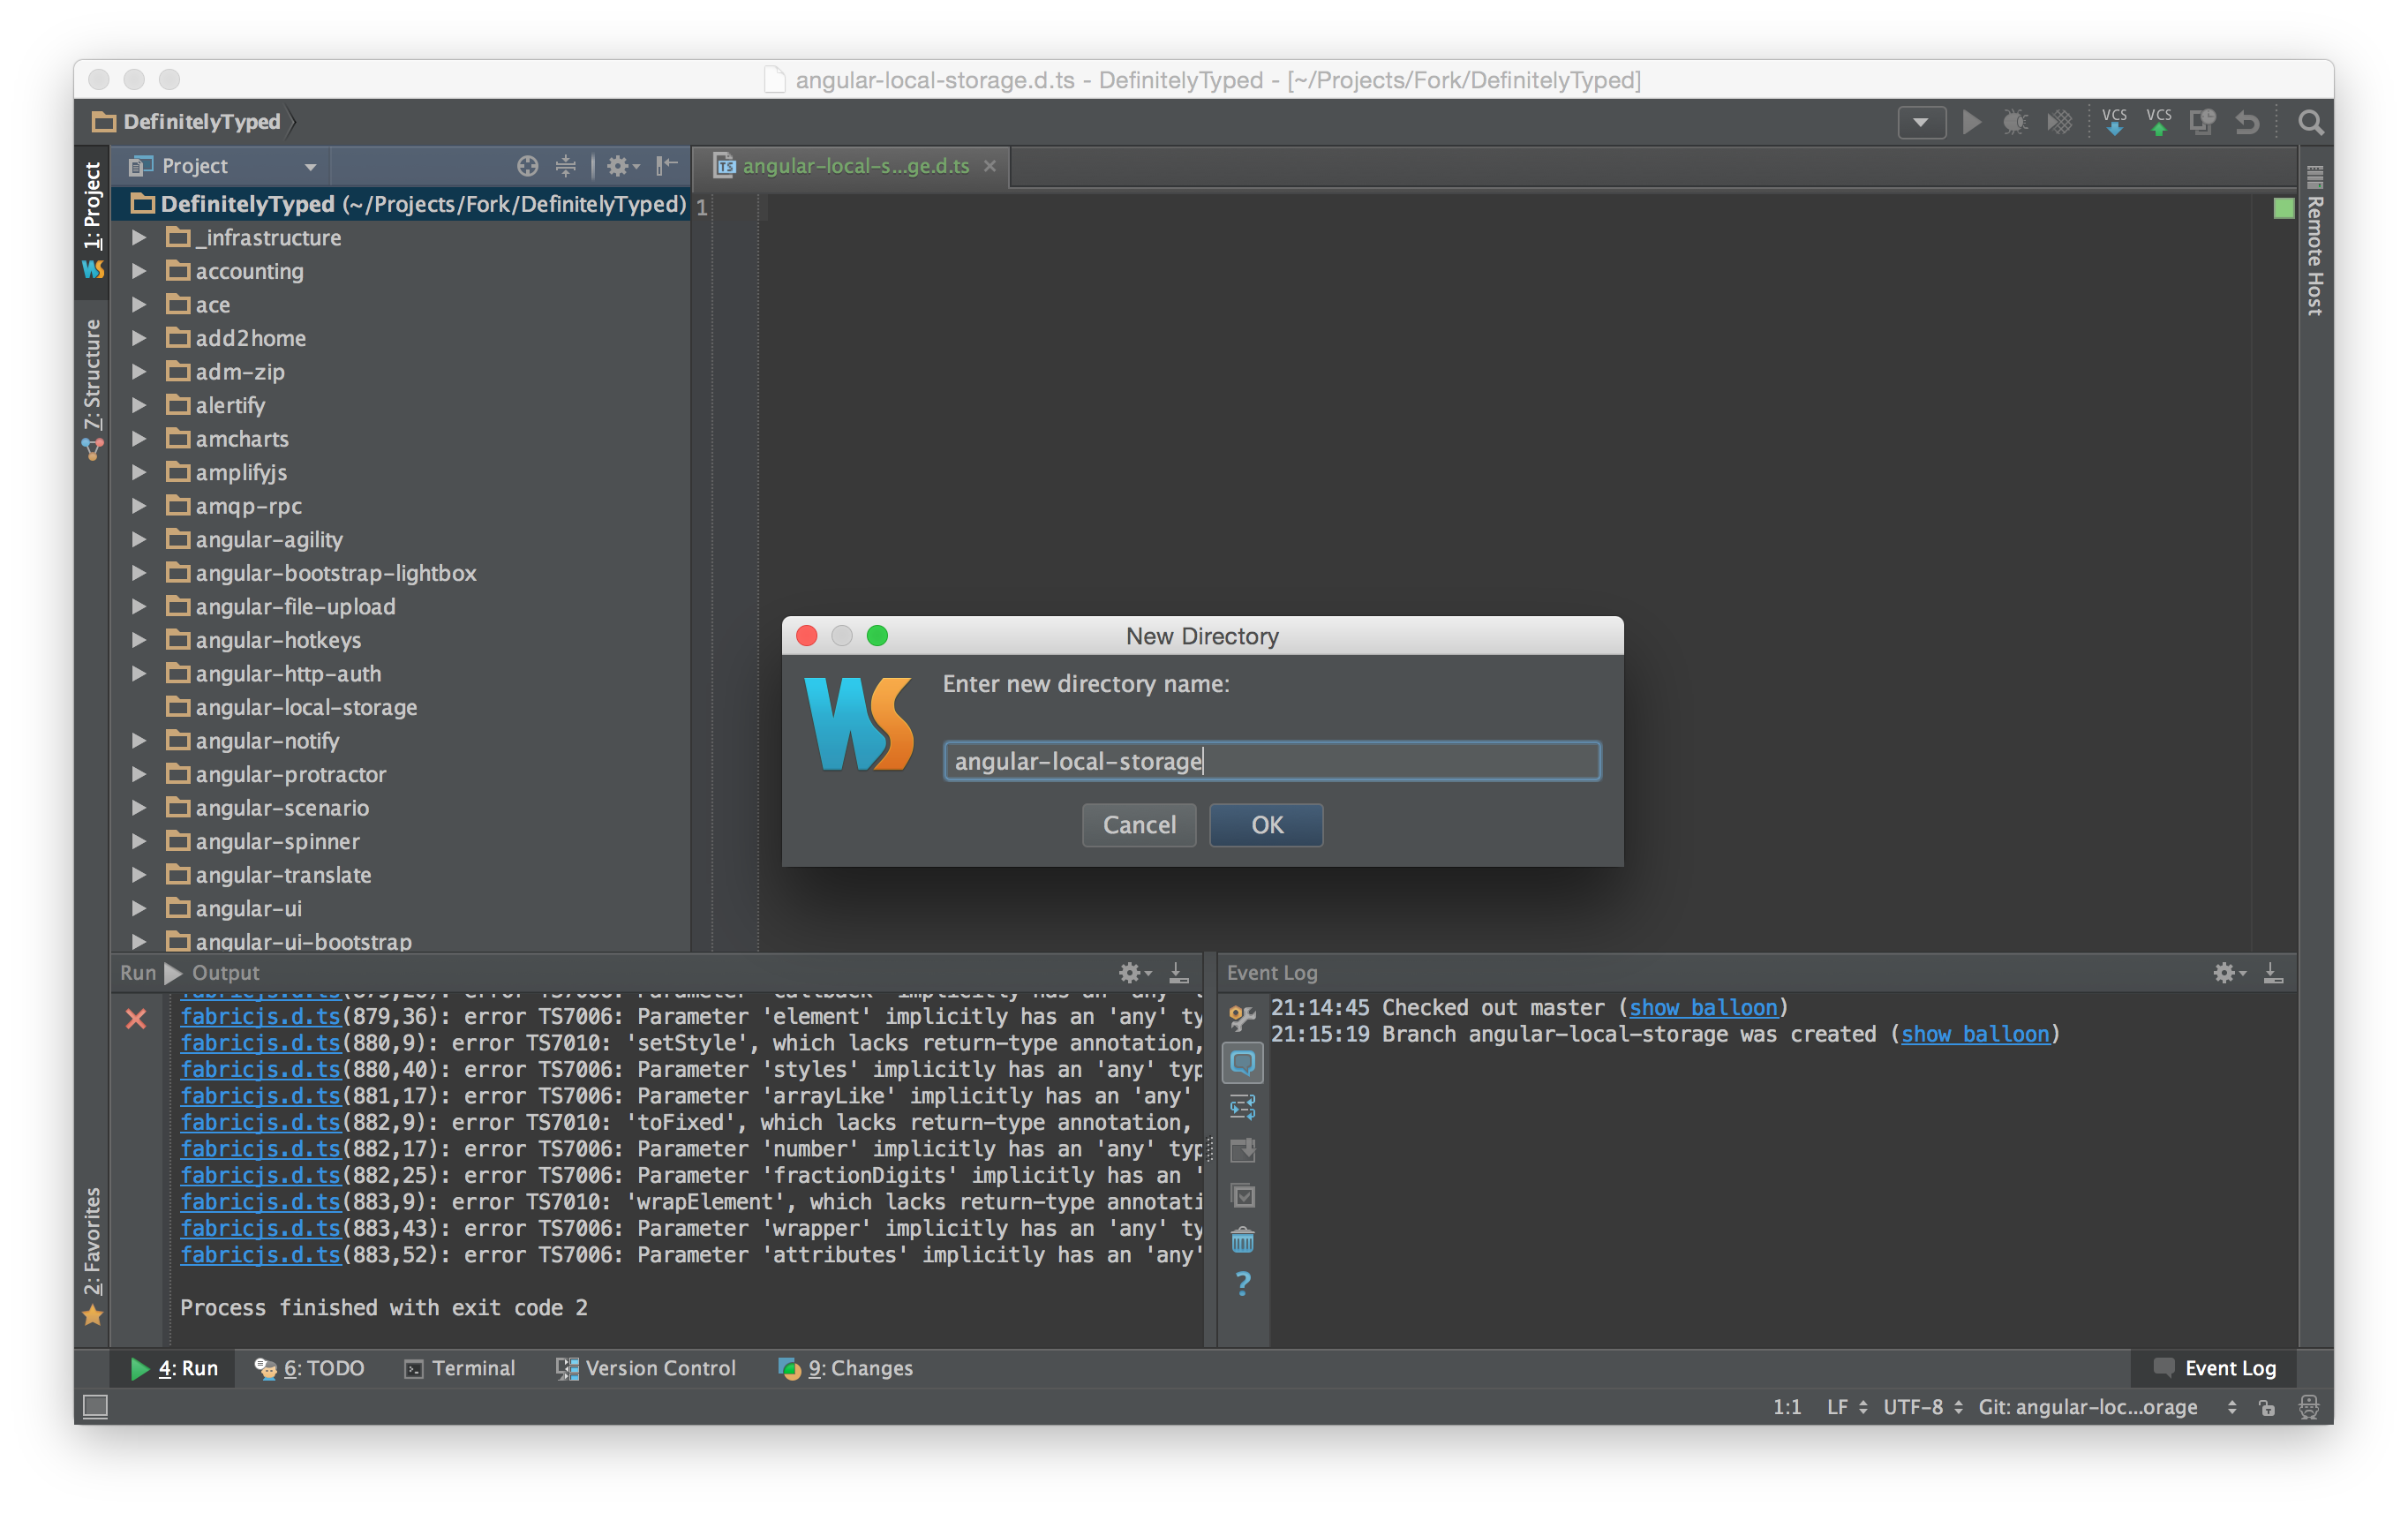 angular-local-storage.d.ts - DefinitelyTyped - [~/Projects/Fork/DefinitelyTyped]
DefinitelyTyped
VCS VCS
1: Project
Project
angular-local-s...ge.d.ts
DefinitelyTyped (~/Projects/Fork/DefinitelyTyped)
1
_infrastructure
accounting
ace
add2home
adm-zip
alertify
amcharts
amplifyjs
amqp-rpc
angular-agility
angular-bootstrap-lightbox
angular-file-upload
angular-hotkeys
angular-http-auth
angular-local-storage
angular-notify
angular-protractor
angular-scenario
angular-spinner
angular-translate
angular-ui
angular-ui-bootstrap
Z: Structure
2: Favorites
Remote Host
New Directory
WS
Enter new directory name:
angular-local-storage
Cancel
OK
Run Output
fabricjs.d.ts(879,36): error TS7006: Parameter 'element' implicitly has an 'any' ty
fabricjs.d.ts(880,9): error TS7010: 'setStyle', which lacks return-type annotation,
fabricjs.d.ts(880,40): error TS7006: Parameter 'styles' implicitly has an 'any' typ
fabricjs.d.ts(881,17): error TS7006: Parameter 'arrayLike' implicitly has an 'any'
fabricjs.d.ts(882,9): error TS7010: 'toFixed', which lacks return-type annotation,
fabricjs.d.ts(882,17): error TS7006: Parameter 'number' implicitly has an 'any' typ
fabricjs.d.ts(882,25): error TS7006: Parameter 'fractionDigits' implicitly has an '
fabricjs.d.ts(883,9): error TS7010: 'wrapElement', which lacks return-type annotati
fabricjs.d.ts(883,43): error TS7006: Parameter 'wrapper' implicitly has an 'any' ty
fabricjs.d.ts(883,52): error TS7006: Parameter 'attributes' implicitly has an 'any'
Process finished with exit code 2
Event Log
21:14:45 Checked out master (show balloon)
21:15:19 Branch angular-local-storage was created (show balloon)
4: Run
6: TODO
Terminal
Version Control
9: Changes
Event Log
1:1 LF UTF-8 Git: angular-loc...orage